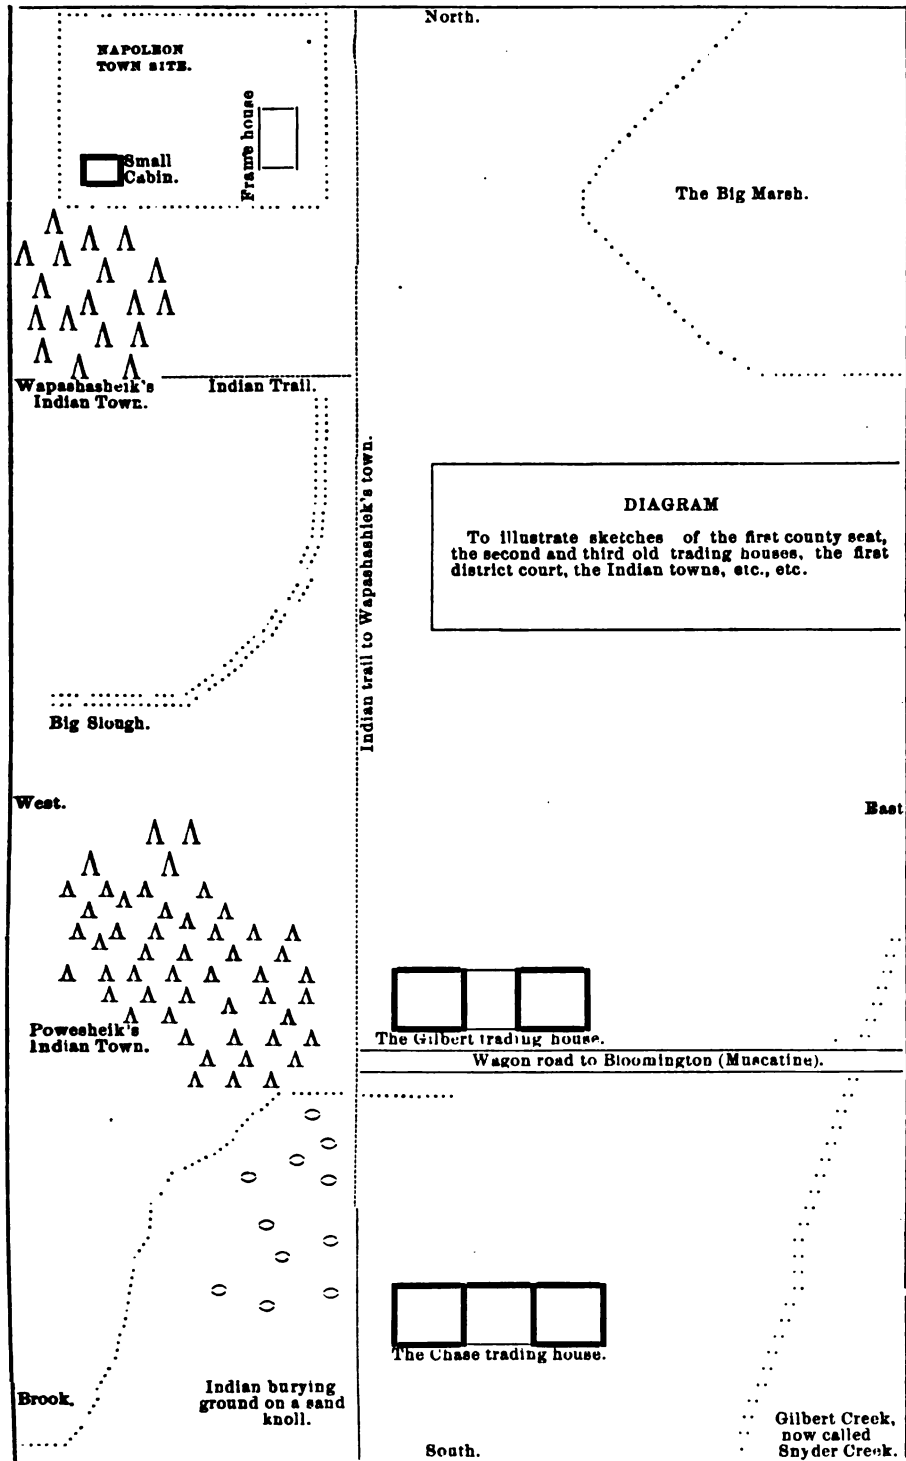 North.
NAPOLEON
TOWN SITE.
Frame house
Small
Cabin.
The Big Marsh.
Wapashasheik's
Indian Town.
Indian Trail.
Indian trail to Wapashashiek's town.
DIAGRAM
To illustrate sketches of the first county seat,
the second and third old trading houses, the first
district court, the Indian towns, etc., etc.
Big Slough.
West.
East
Powesheik's
Indian Town.
The Gilbert trading house.
Wagon road to Bloomington (Muscatine).
The Chase trading house.
Brook.
Indian burying
ground on a sand
knoll.
South.
Gilbert Creek,
now called
Snyder Creek.